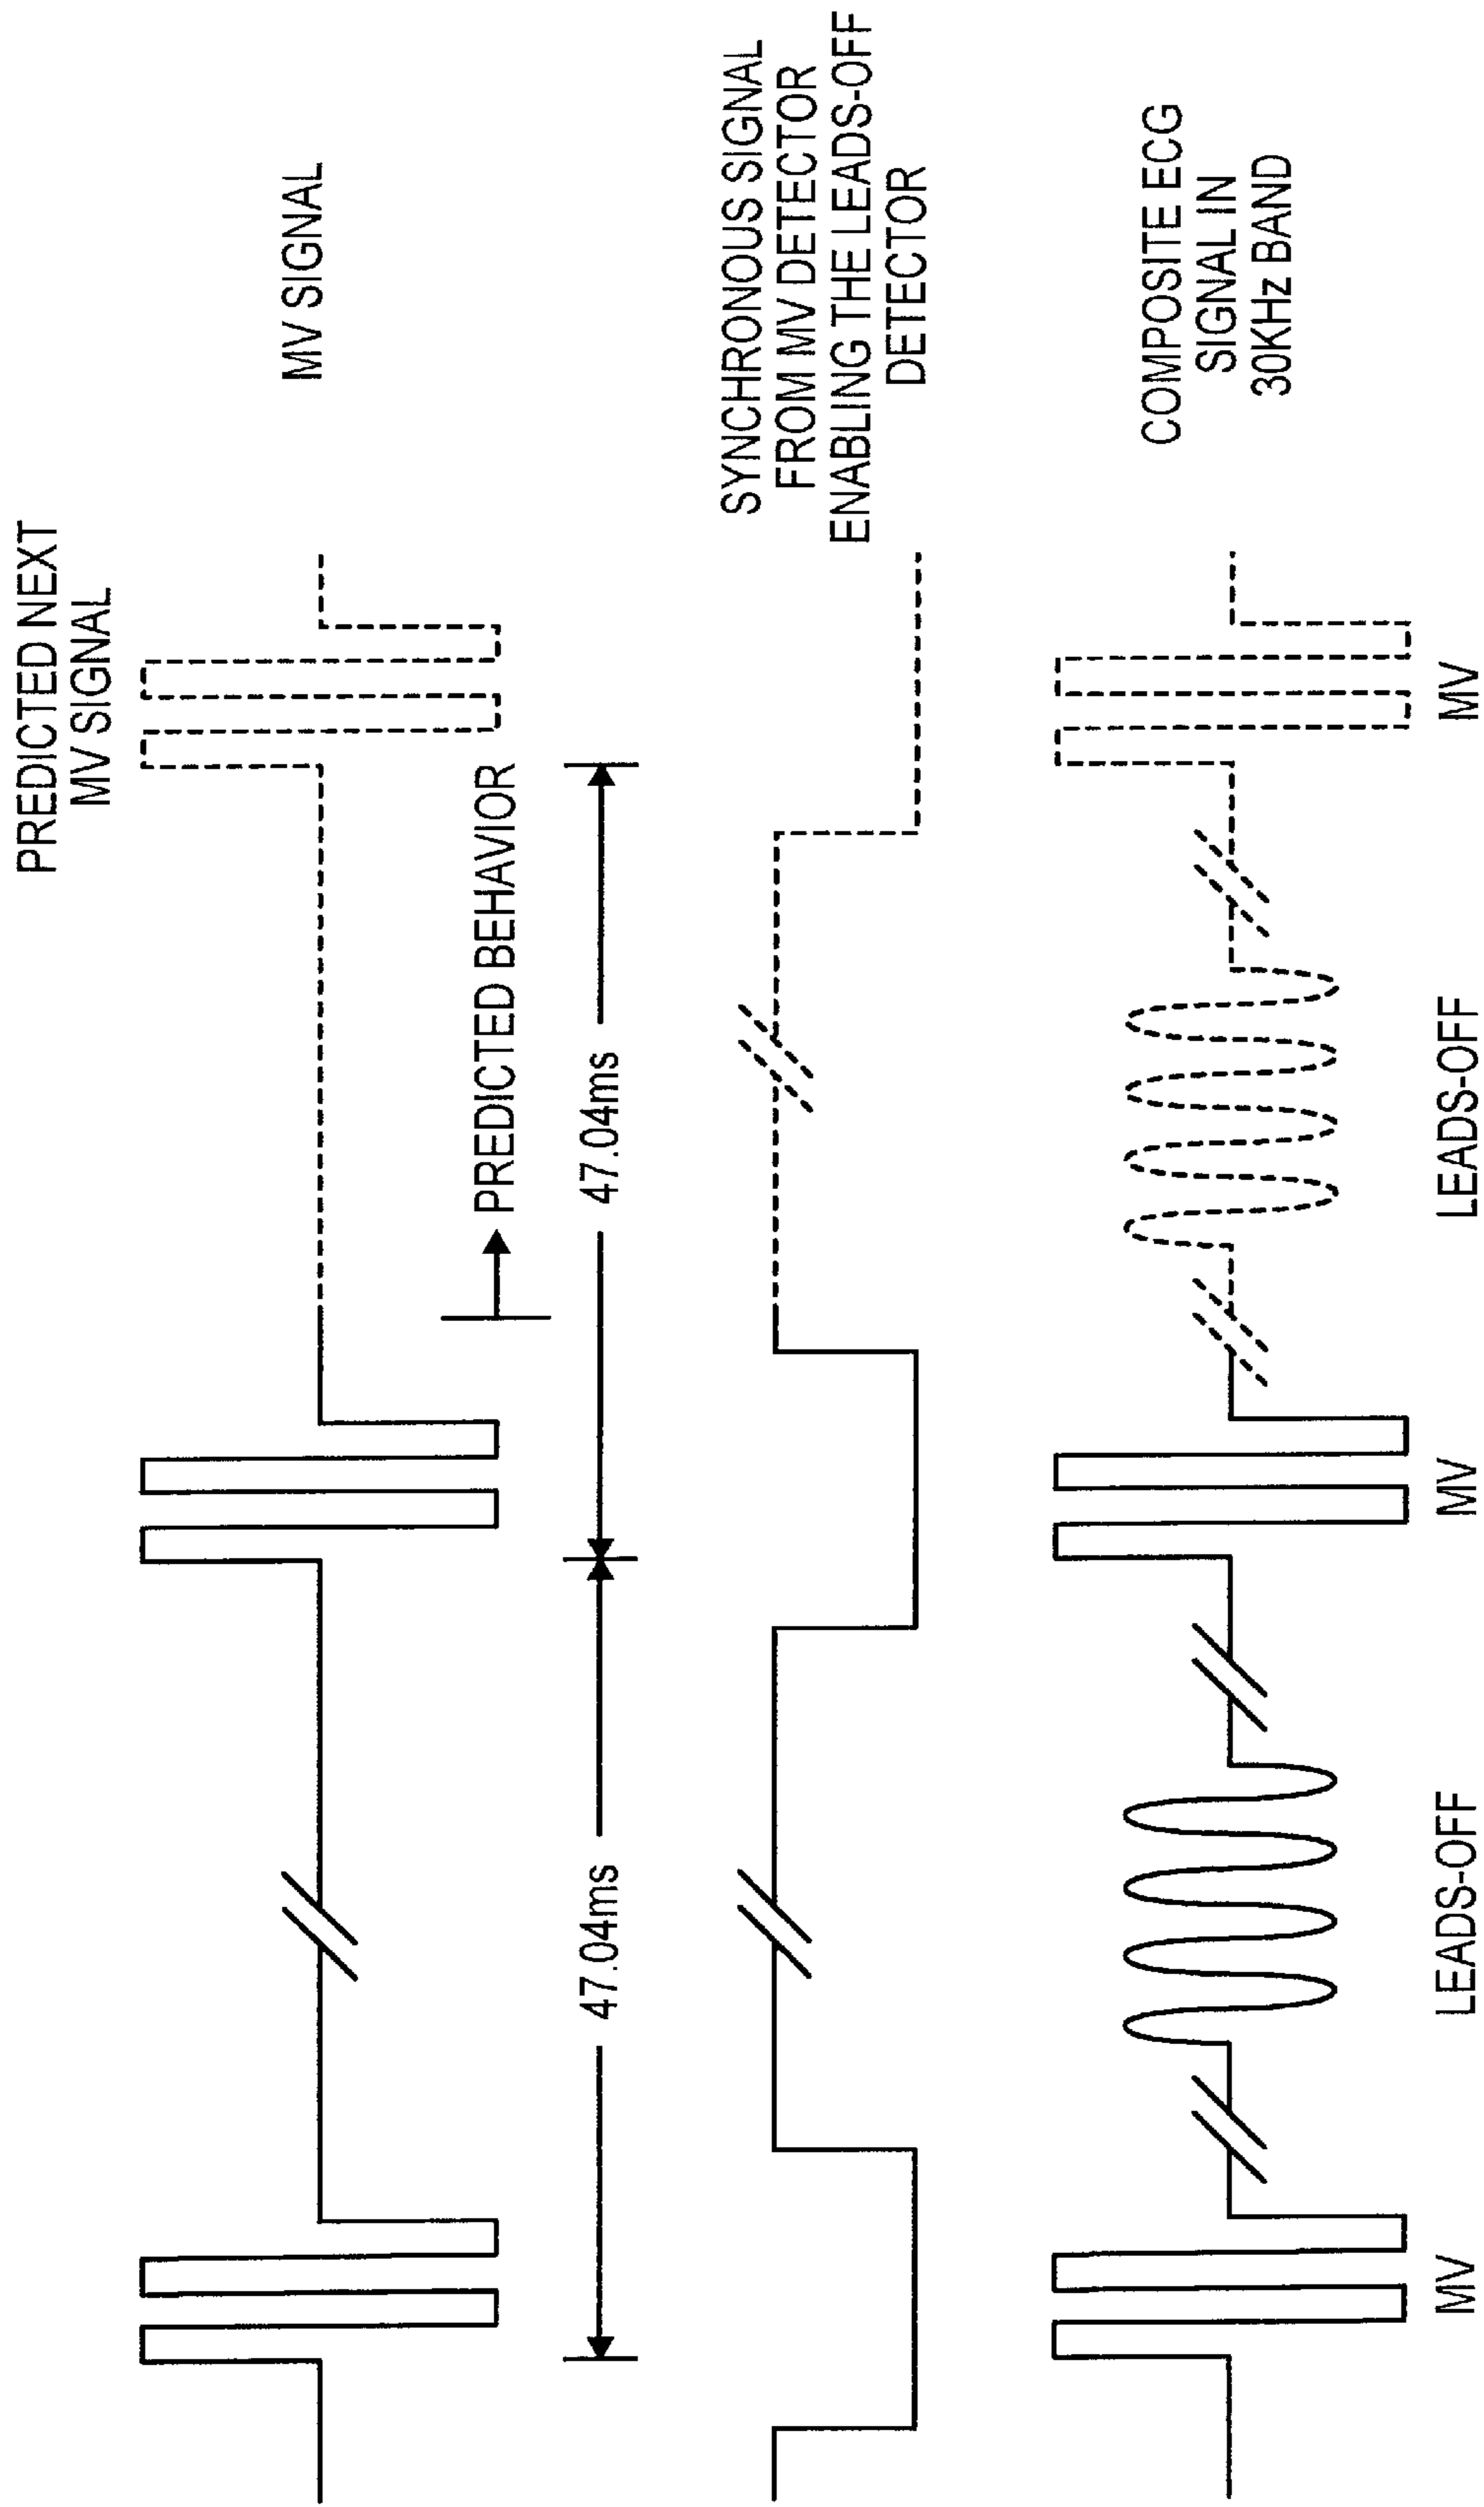 PREDICTED NEXT
MV SIGNAL
MV SIGNAL
PREDICTED BEHAVIOR
47.04ms
47.04ms
SYNCHRONOUS SIGNAL
FROM MV DETECTOR
ENABLING THE LEADS-OFF
DETECTOR
COMPOSITE ECG
SIGNAL IN
30KHz BAND
MV
LEADS-OFF
MV
LEADS-OFF
MV